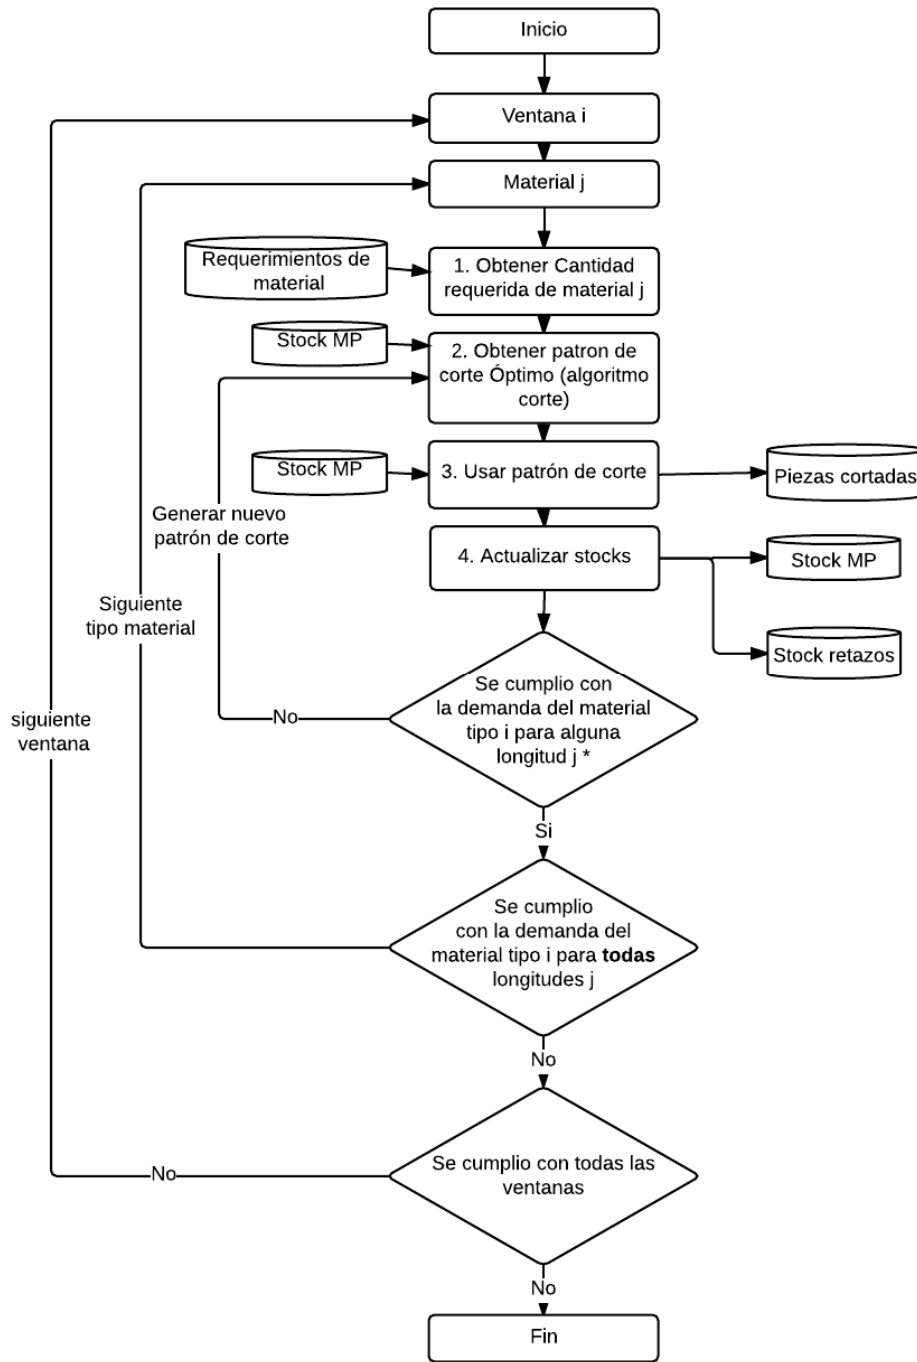 Inicio
Ventana i
Material j
Requerimientos de
material
1. Obtener Cantidad
requerida de material j
Stock MP
2. Obtener patron de
corte Óptimo (algoritmo
corte)
Stock MP
3. Usar patrón de corte
Piezas cortadas
Generar nuevo
patrón de corte
4. Actualizar stocks
Stock MP
Siguiente
tipo material
Stock retazos
Se cumplio con
la demanda del material
tipo i para alguna
longitud j *
No
siguiente
ventana
Si
Se cumplio
con la demanda del
material tipo i para todas
longitudes j
No
Se cumplio con todas las
ventanas
No
No
Fin